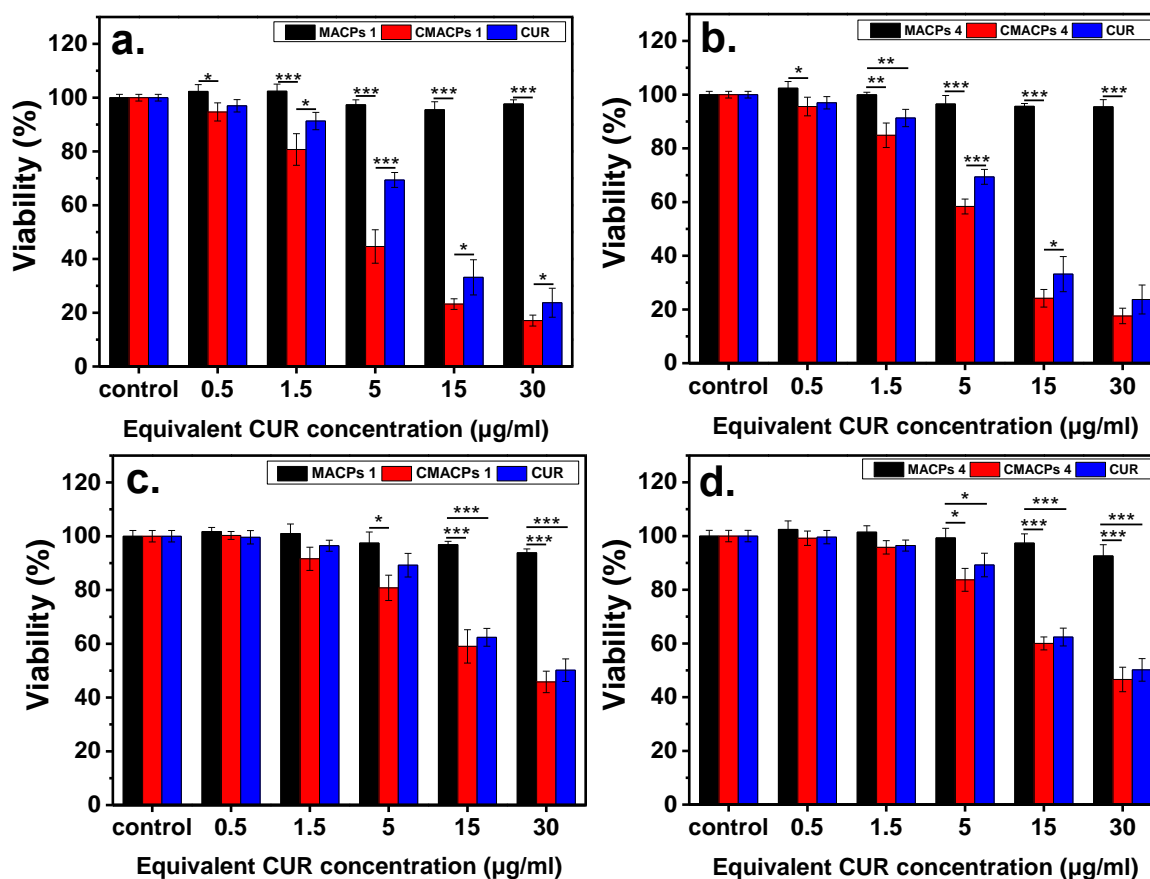 a.
MACPs 1 CMACPs 1 CUR
120
100
80
60
40
20
0
* *** * *** *** *** * *** *
Viability (%)
control 0.5 1.5 5 15 30
Equivalent CUR concentration (µg/ml)
b.
MACPs 4 CMACPs 4 CUR
120
100
80
60
40
20
0
* ** ** *** *** *** * ***
Viability (%)
control 0.5 1.5 5 15 30
Equivalent CUR concentration (µg/ml)
c.
MACPs 1 CMACPs 1 CUR
120
100
80
60
40
20
0
* *** *** *** ***
Viability (%)
control 0.5 1.5 5 15 30
Equivalent CUR concentration (µg/ml)
d.
MACPs 4 CMACPs 4 CUR
120
100
80
60
40
20
0
* * *** *** *** ***
Viability (%)
control 0.5 1.5 5 15 30
Equivalent CUR concentration (µg/ml)